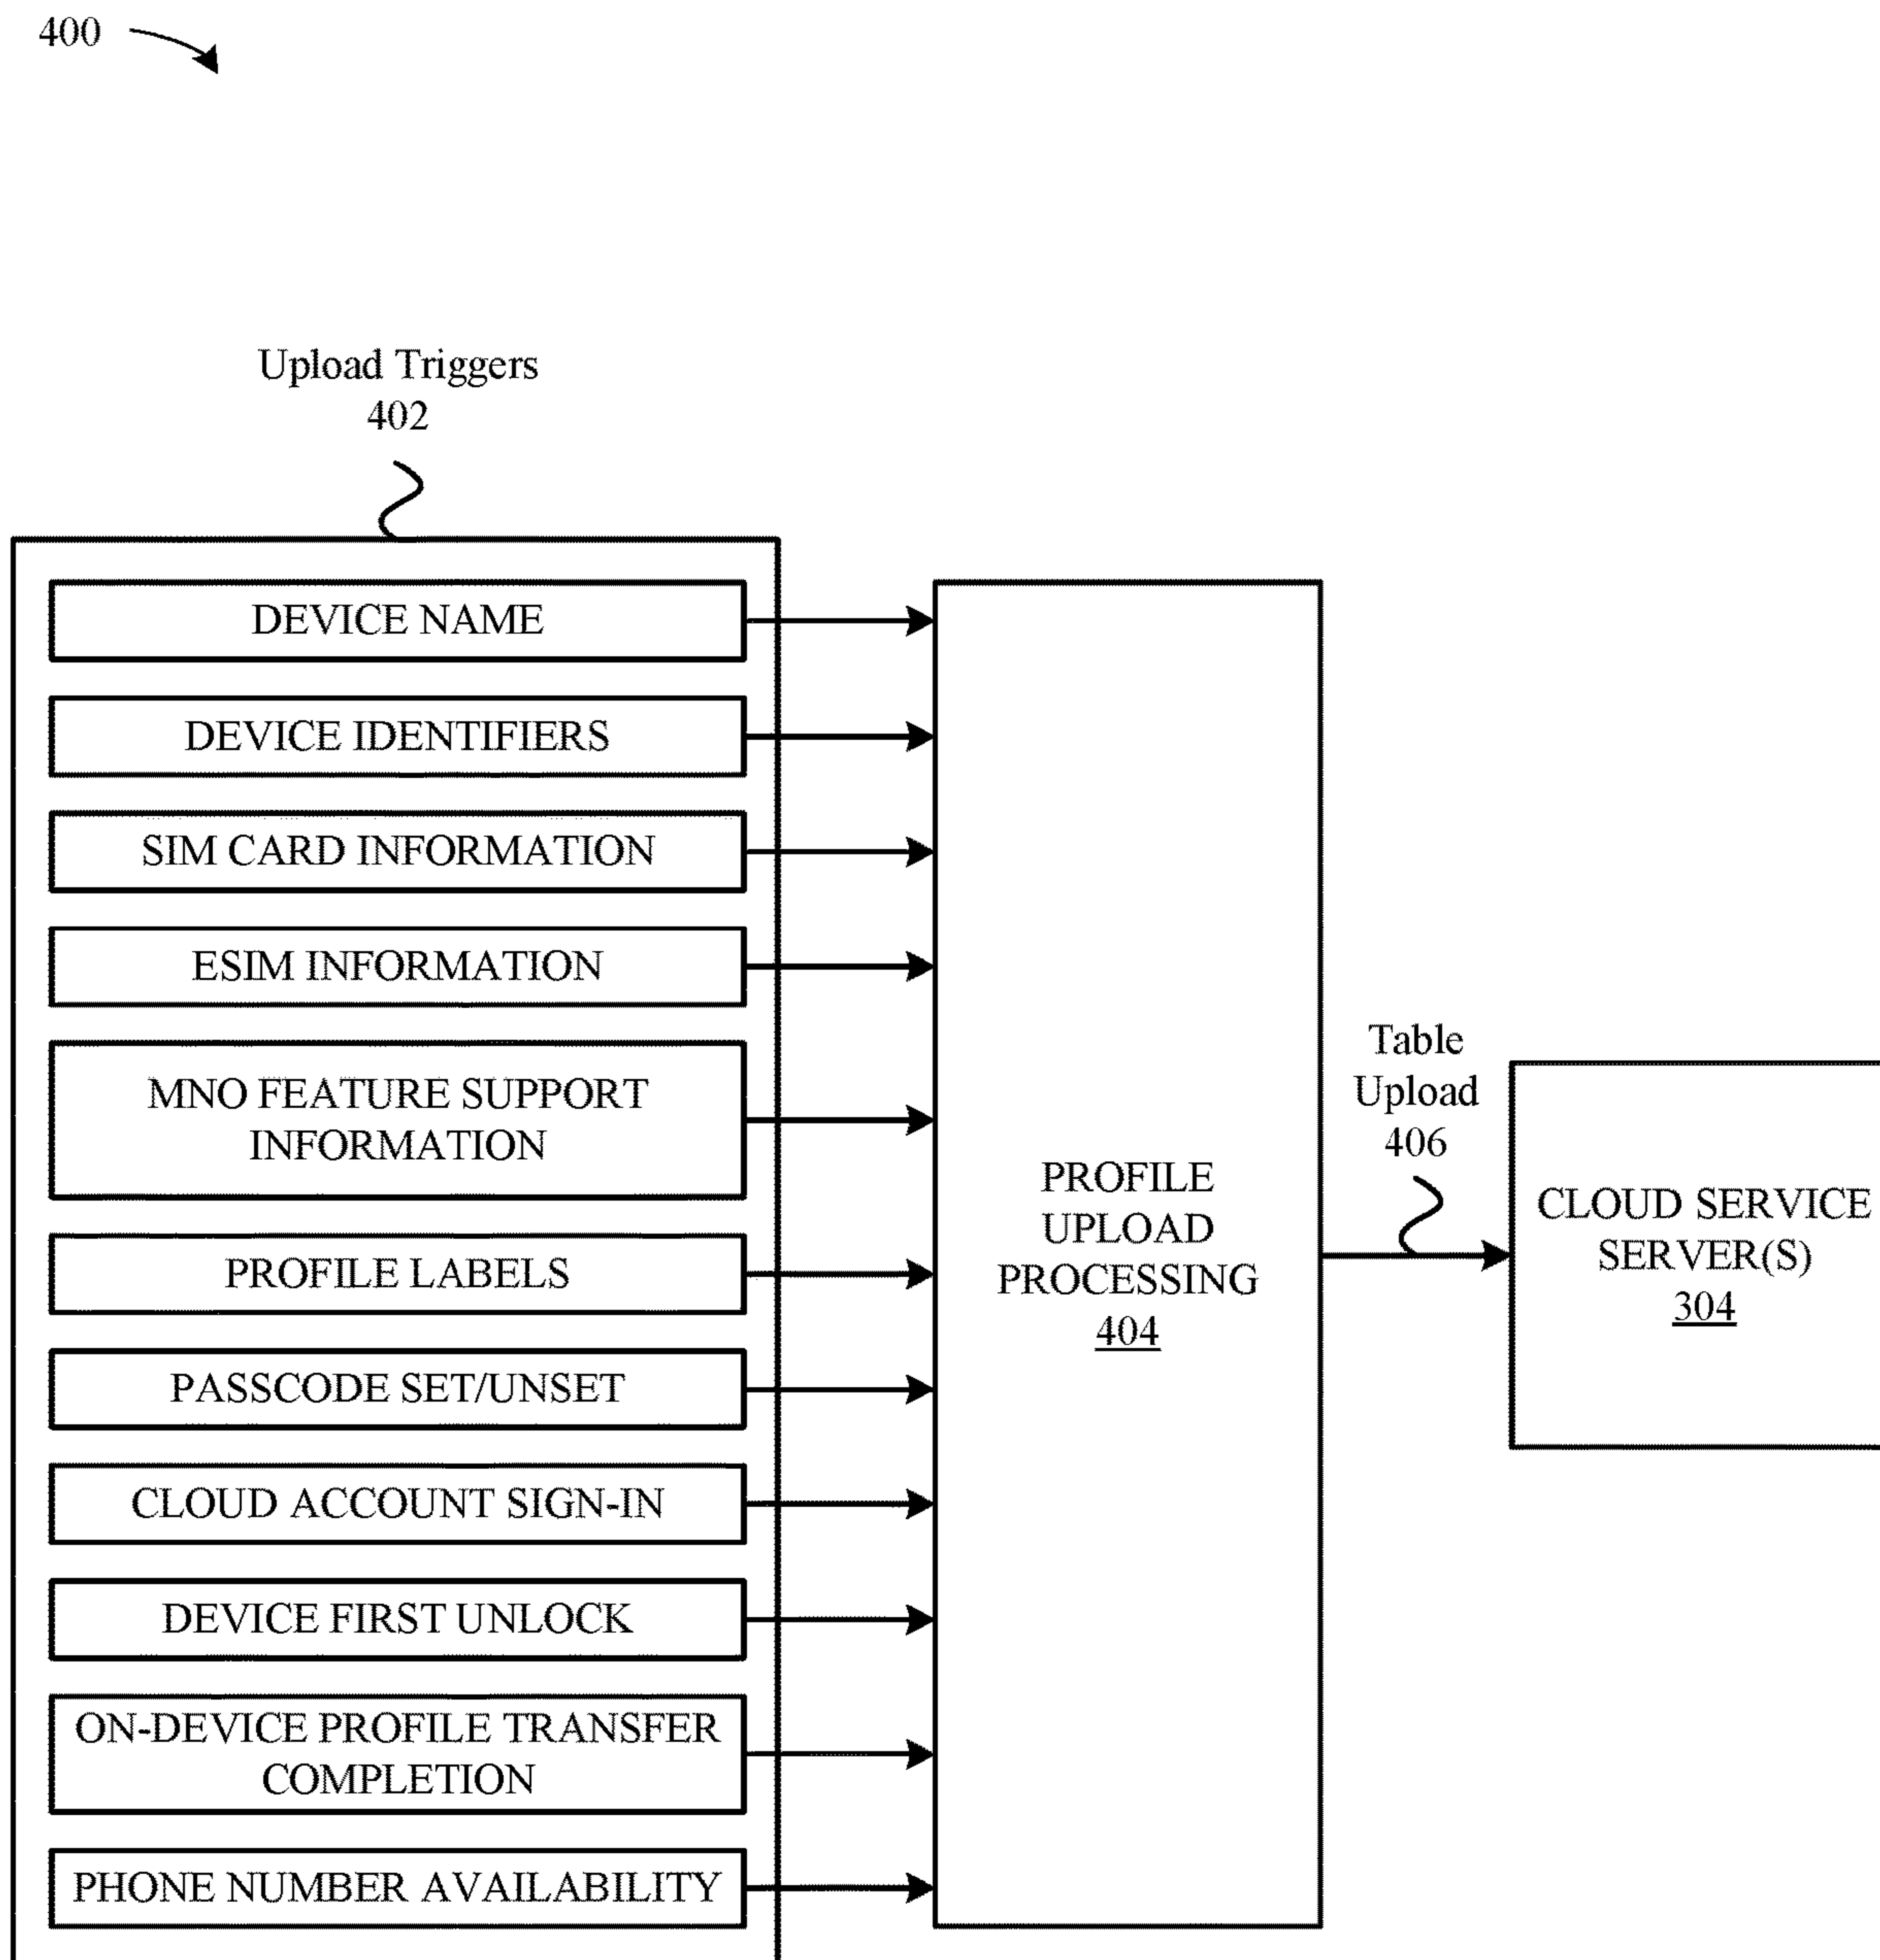 400
Upload Triggers
402
DEVICE NAME
DEVICE IDENTIFIERS
SIM CARD INFORMATION
ESIM INFORMATION
MNO FEATURE SUPPORT
INFORMATION
PROFILE LABELS
PASSCODE SET/UNSET
CLOUD ACCOUNT SIGN-IN
DEVICE FIRST UNLOCK
ON-DEVICE PROFILE TRANSFER
COMPLETION
PHONE NUMBER AVAILABILITY
PROFILE
UPLOAD
PROCESSING
404
Table
Upload
406
CLOUD SERVICE
SERVER(S)
304